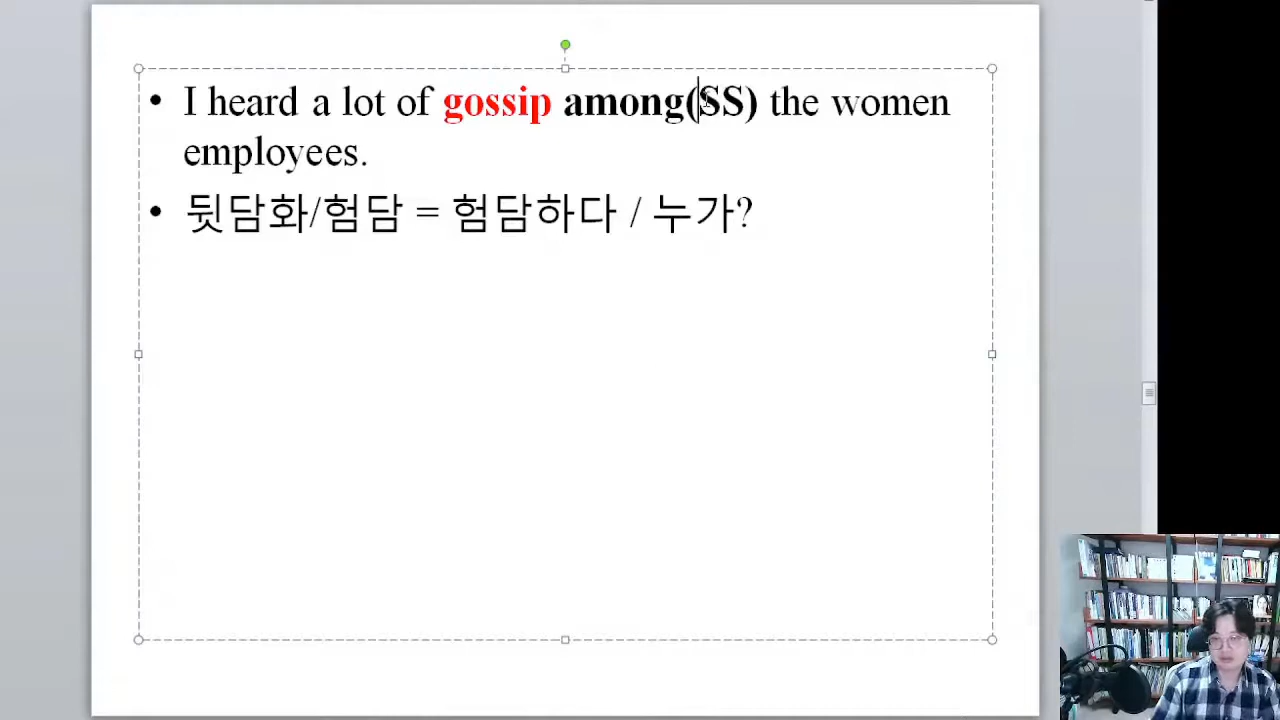 • I heard a lot of gossip among(SS) the women
employees.
• 뒷담화/험담 = 험담하다 / 누가?